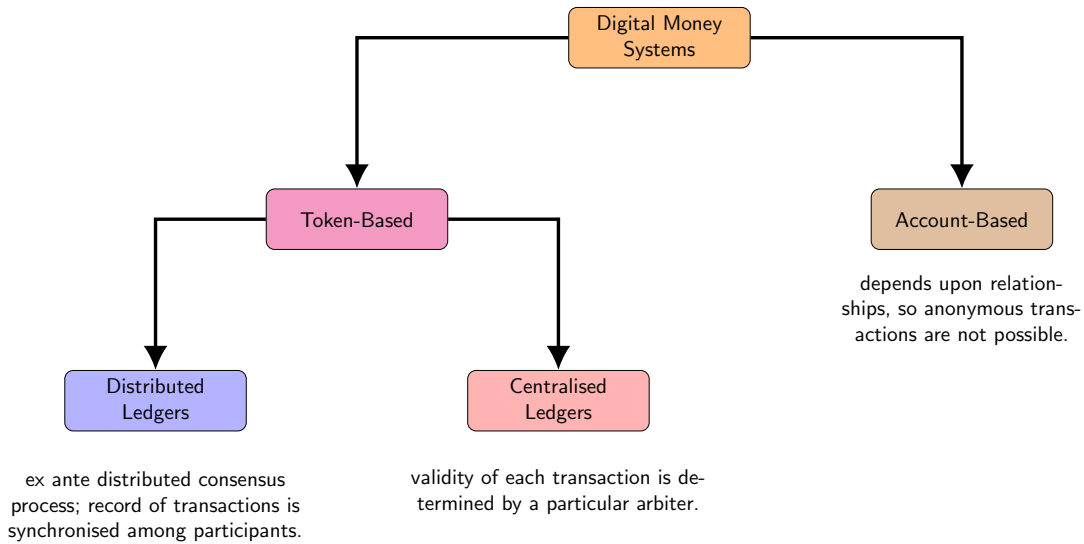 Digital Money
Systems
Token-Based
Account-Based
depends upon relation-
ships, so anonymous trans-
actions are not possible.
Distributed
Ledgers
Centralised
Ledgers
ex ante distributed consensus
process; record of transactions is
synchronised among participants.
validity of each transaction is de-
termined by a particular arbiter.